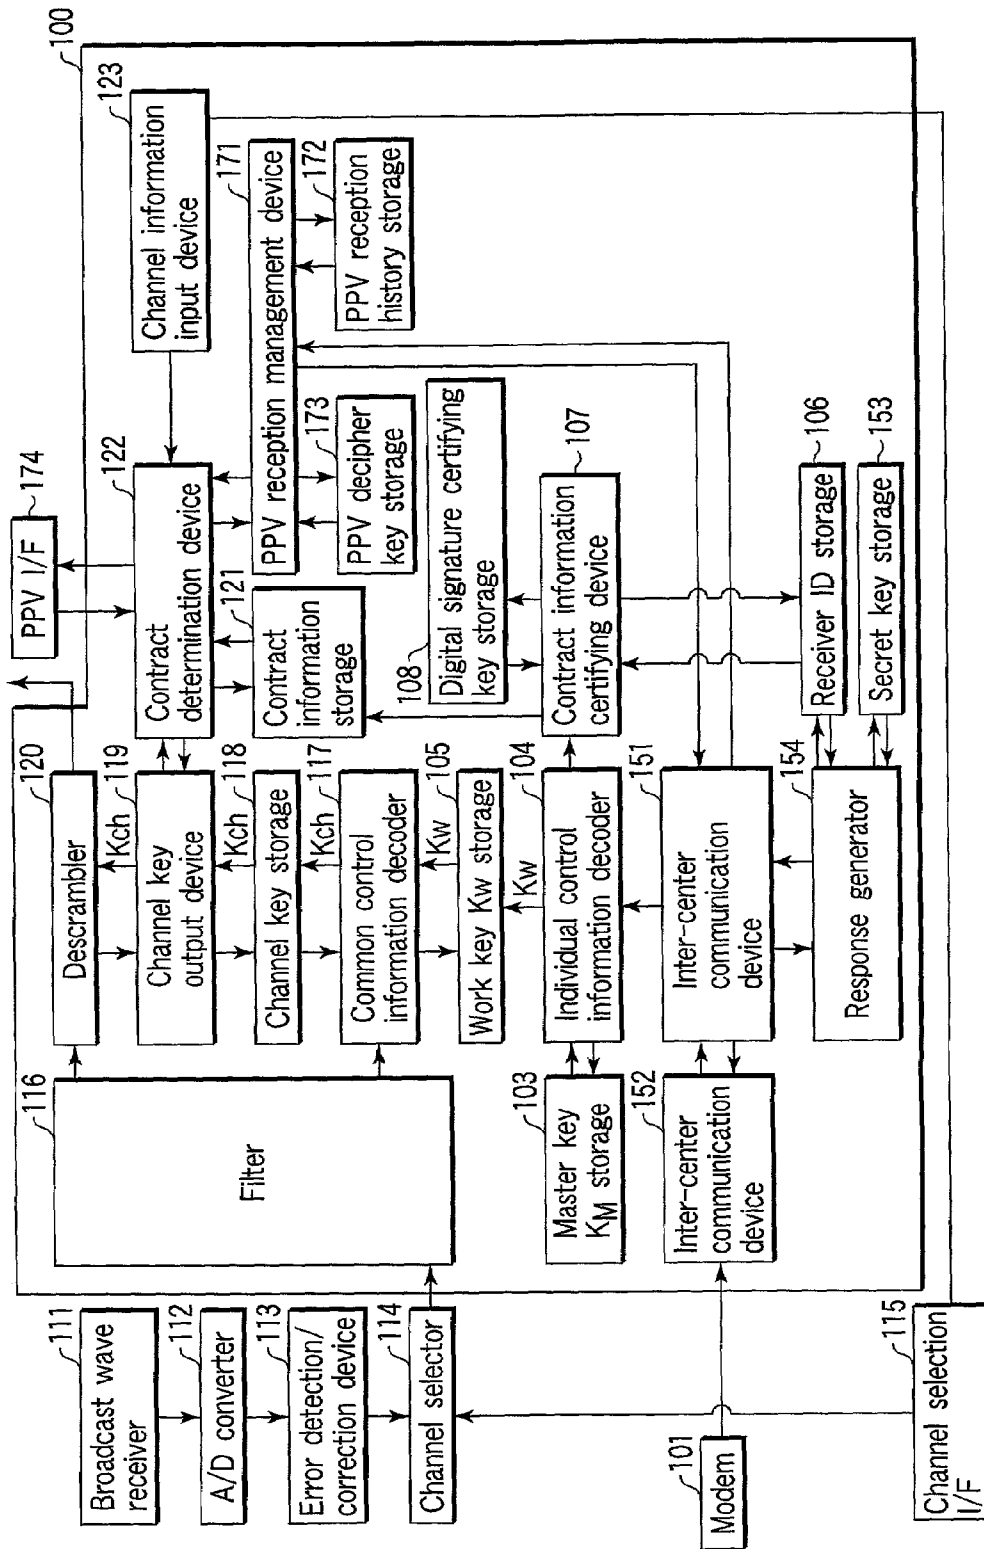 100
111
Broadcast wave
receiver
112
A/D converter
113
Error detection/
correction device
114
Channel selector
115
Channel selection
I/F
101
Modem
116
Filter
103
Master key
KM storage
152
Inter-center
communication
device
120
Descrambler
Kch
119
Channel key
output device
Kch
118
Channel key storage
Kch
117
Common control
information decoder
Kw
105
Work key Kw storage
Kw
104
Individual control
information decoder
151
Inter-center
communication
device
154
Response generator
174
PPV I/F
122
Contract
determination device
121
Contract
information
storage
108
Digital signature certifying
key storage
107
Contract information
certifying device
106
Receiver ID storage
153
Secret key storage
123
Channel information
input device
171
PPV reception management device
172
PPV reception
history storage
173
PPV decipher
key storage